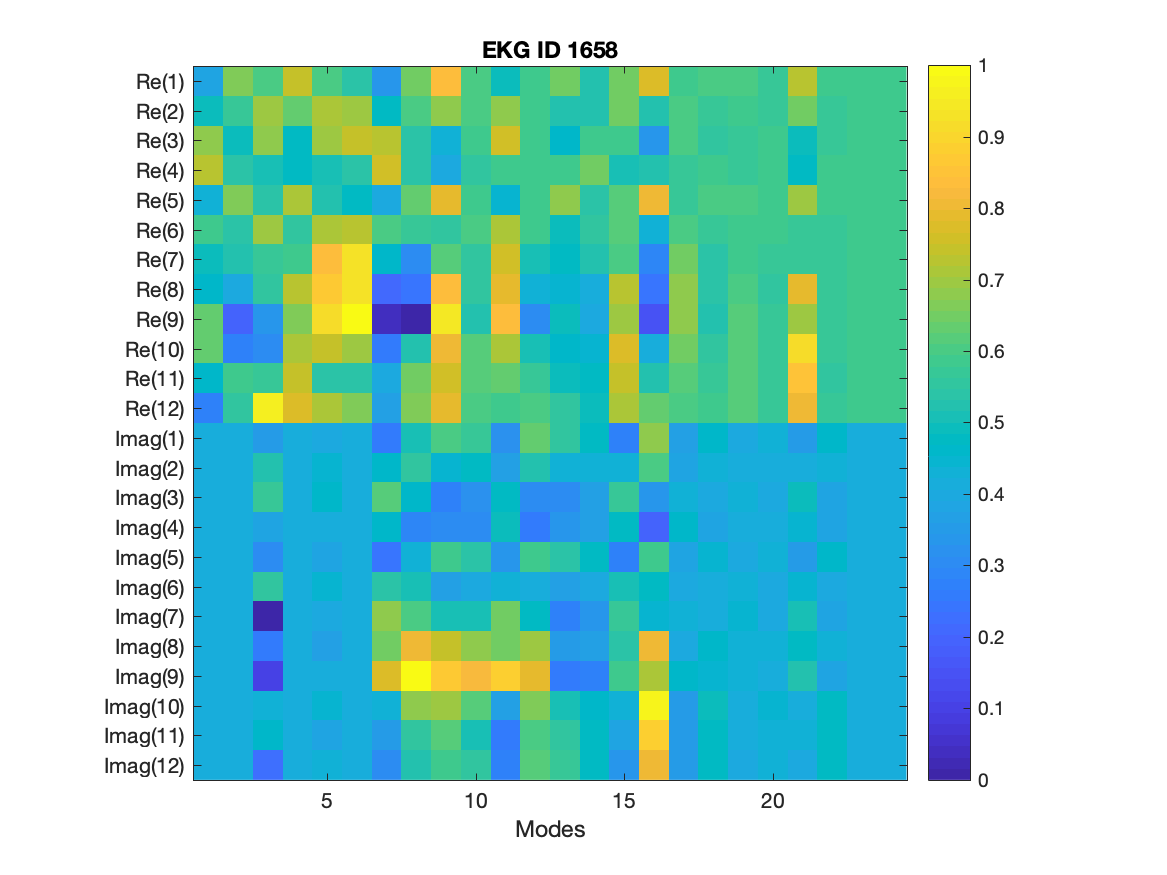 EKG ID 1658
Re(1)
Re(2)
Re(3)
Re(4)
Re(5)
Re(6)
Re(7)
Re(8)
Re(9)
Re(10)
Re(11)
Re(12)
Imag(1)
Imag(2)
Imag(3)
Imag(4)
Imag(5)
Imag(6)
Imag(7)
Imag(8)
Imag(9)
Imag(10)
Imag(11)
Imag(12)
5 10 15 20
Modes
1
0.9
0.8
0.7
0.6
0.5
0.4
0.3
0.2
0.1
0